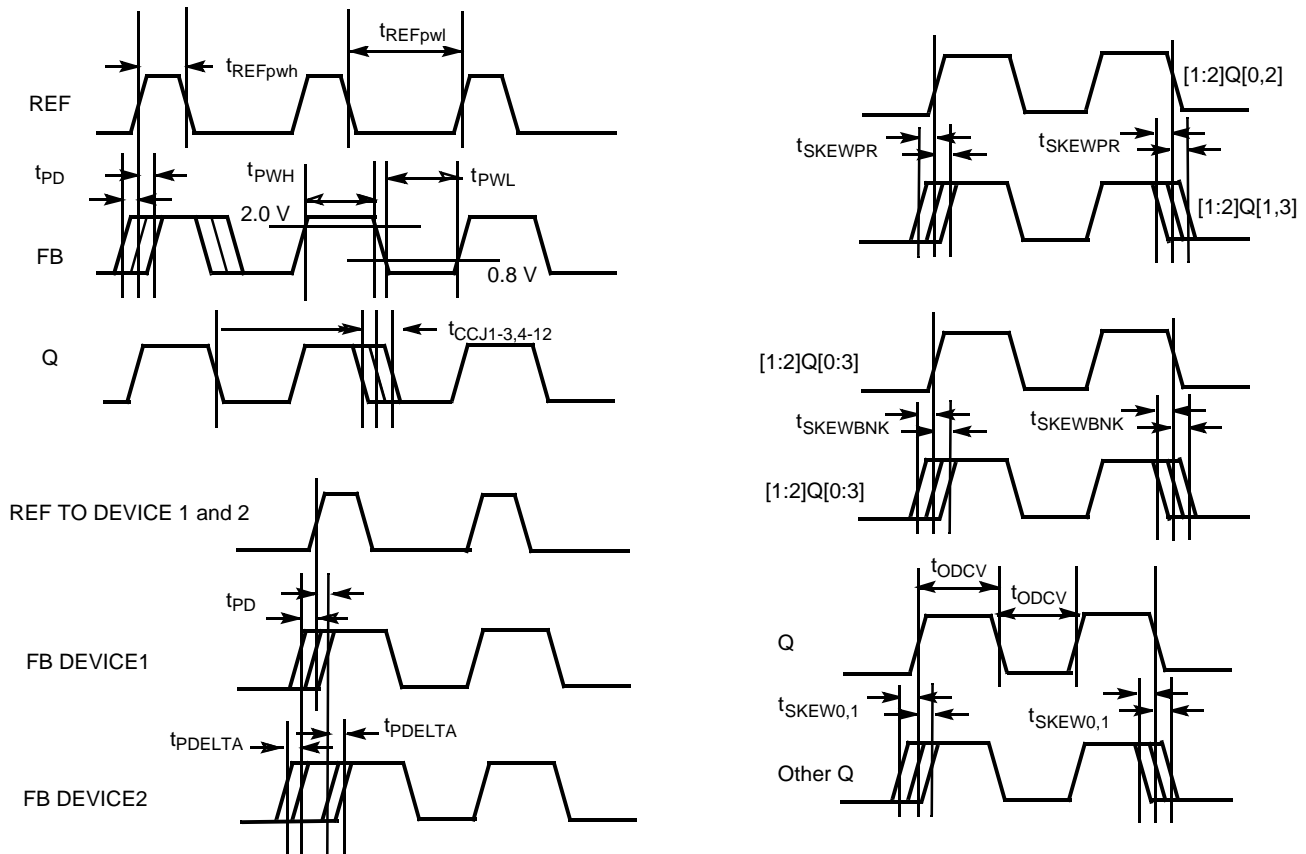 tREFpwh
tREFpwl
REF
tPD
tPWH
tPWL
2.0 V
FB
0.8 V
tCCJ1-3,4-12
Q
REF TO DEVICE 1 and 2
tPD
FB DEVICE1
tPDELTA
tPDELTA
FB DEVICE2
[1:2]Q[0,2]
tSKEWPR
tSKEWPR
[1:2]Q[1,3]
[1:2]Q[0:3]
tSKEWBNK
tSKEWBNK
[1:2]Q[0:3]
tODCV
tODCV
Q
tSKEW0,1
tSKEW0,1
Other Q